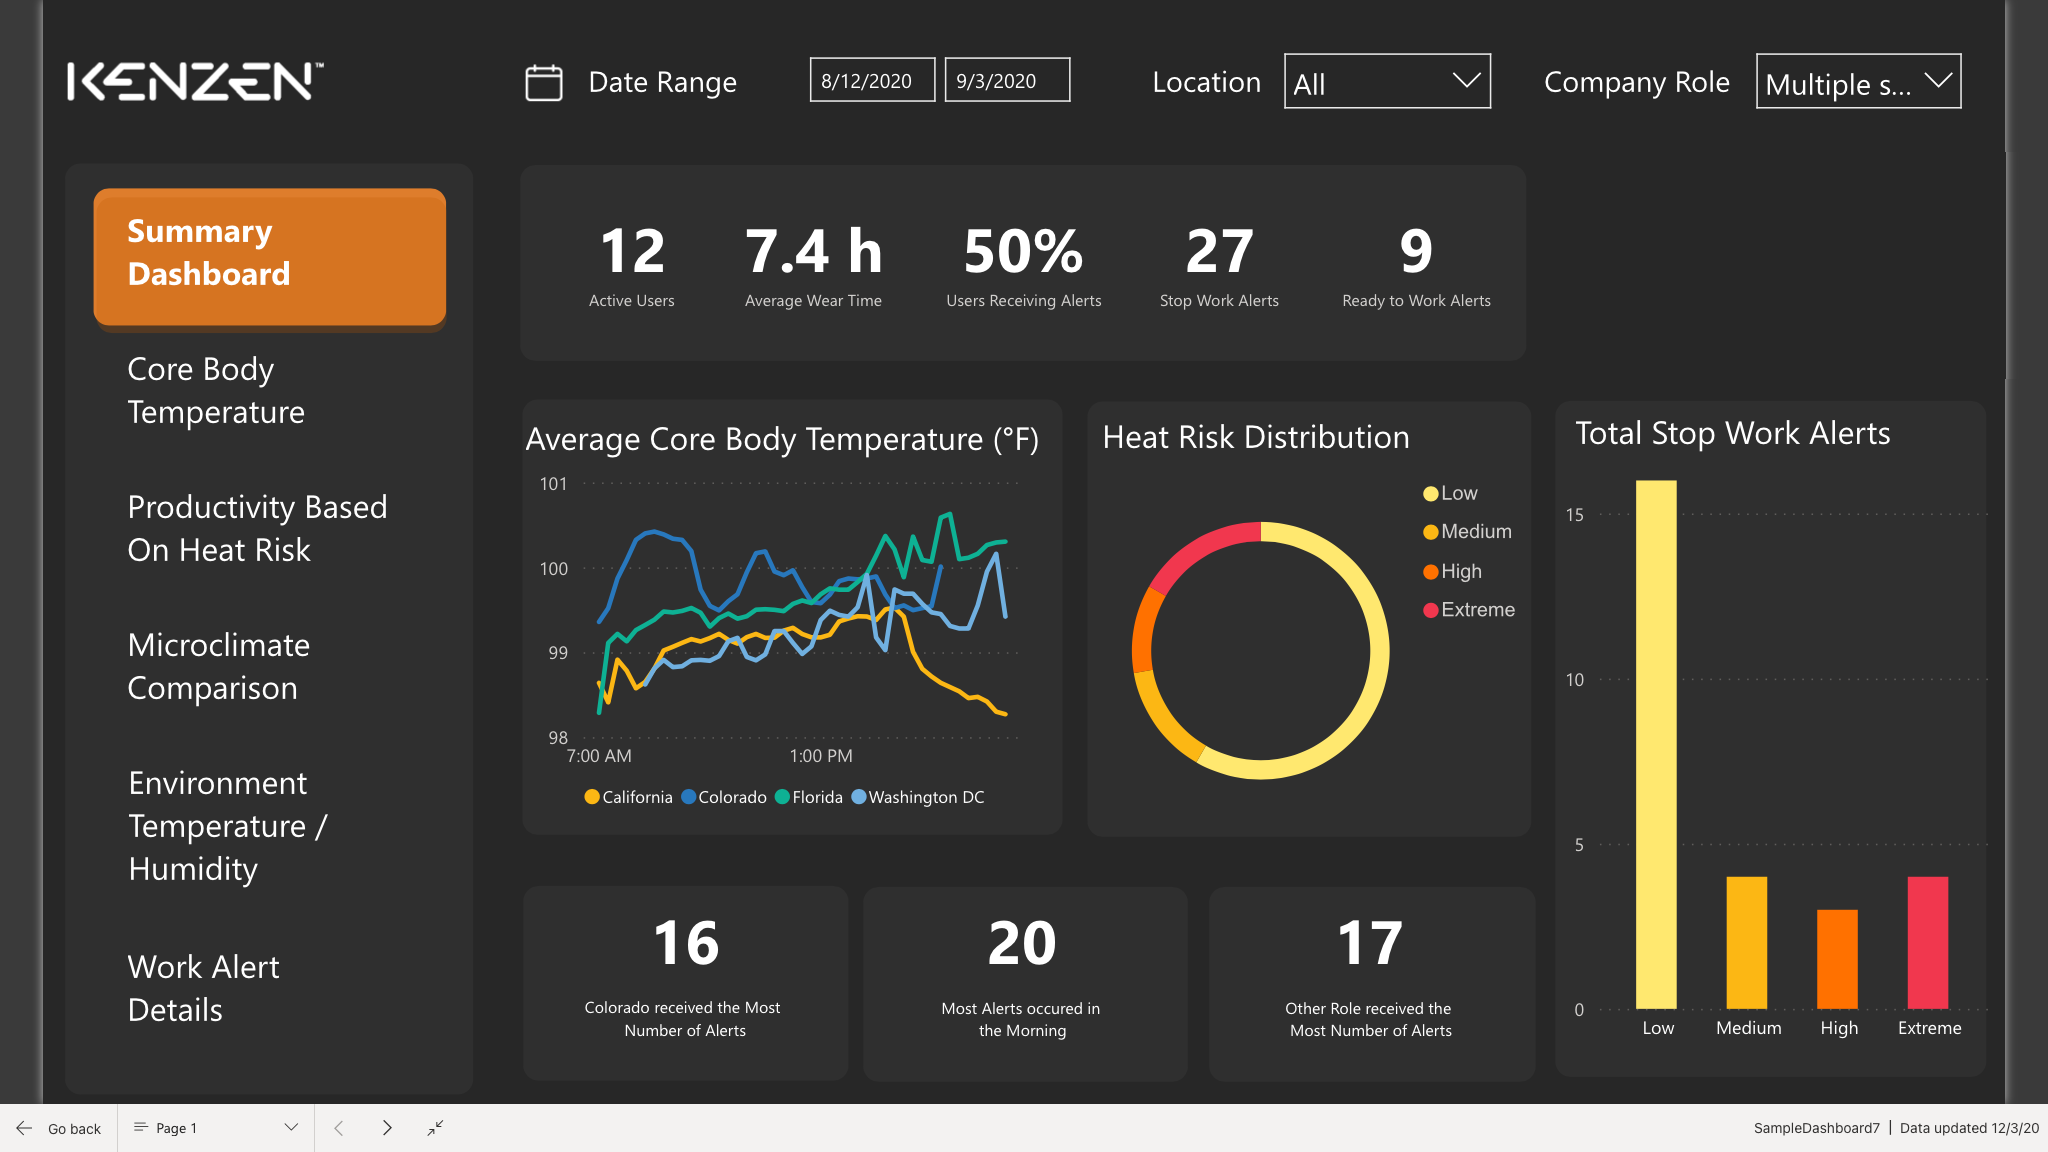 KENZEN™
Date Range
8/12/2020
9/3/2020
Location
All
Company Role
Multiple s...
Summary
Dashboard
Core Body
Temperature
Productivity Based
On Heat Risk
Microclimate
Comparison
Environment
Temperature /
Humidity
Work Alert
Details
12
Active Users
7.4 h
Average Wear Time
50%
Users Receiving Alerts
27
Stop Work Alerts
9
Ready to Work Alerts
Average Core Body Temperature (°F)
101
100
99
98
7:00 AM
1:00 PM
California
Colorado
Florida
Washington DC
Heat Risk Distribution
Low
Medium
High
Extreme
Total Stop Work Alerts
15
10
5
0
Low
Medium
High
Extreme
16
Colorado received the Most
Number of Alerts
20
Most Alerts occured in
the Morning
17
Other Role received the
Most Number of Alerts
Go back
Page 1
SampleDashboard7 | Data updated 12/3/20